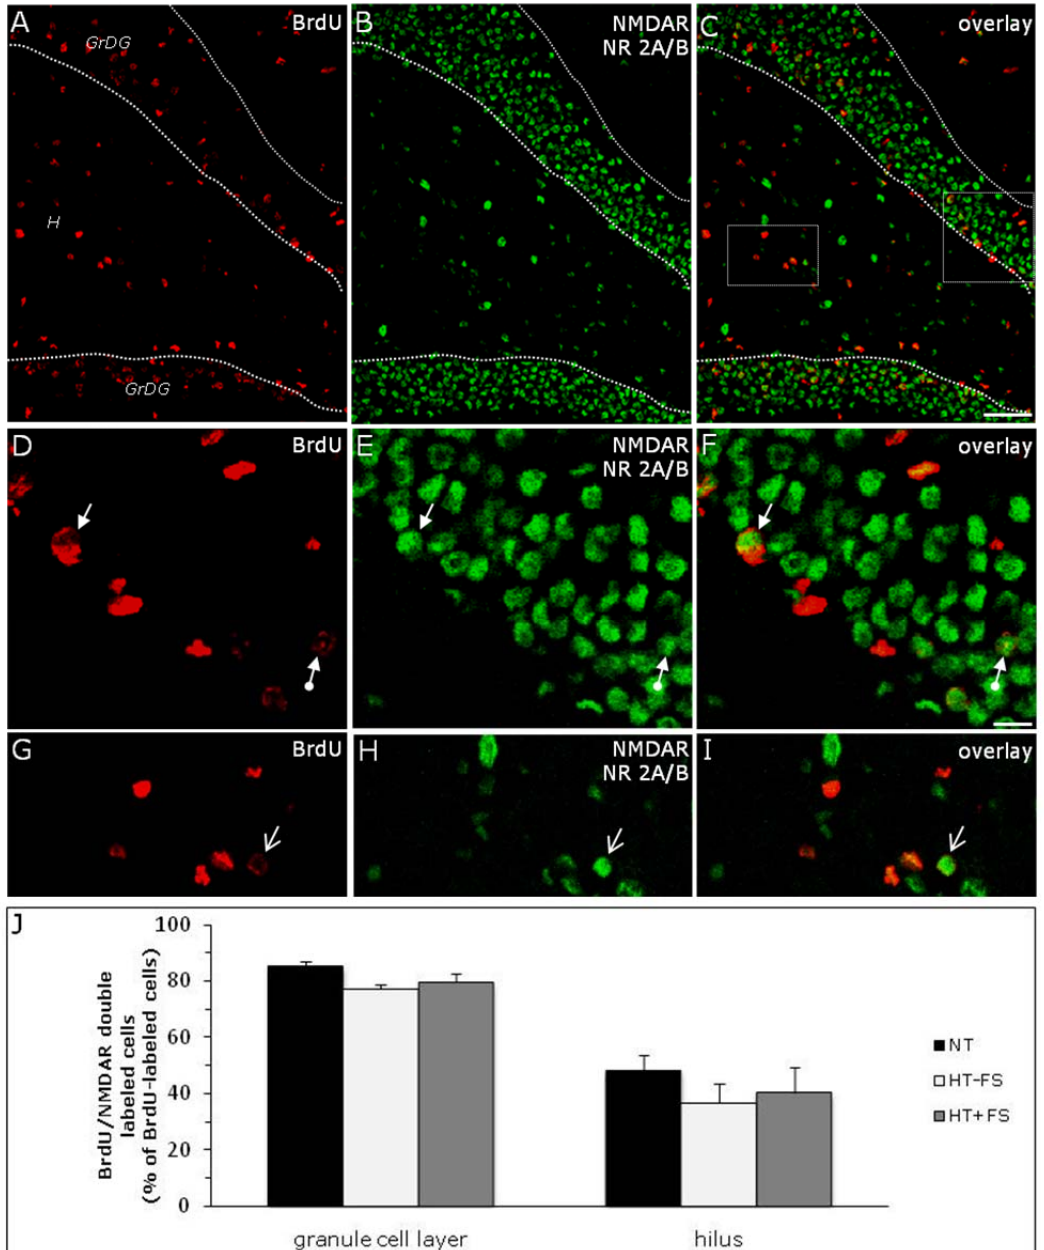 A BrdU
GrDG
H
GrDG
B NMDAR
NR 2A/B
C overlay
D BrdU
E NMDAR
NR 2A/B
F overlay
G BrdU
H NMDAR
NR 2A/B
I overlay
J
BrdU/NMDAR double
labeled cells
(% of BrdU-labeled cells)
100
80
60
40
20
0
granule cell layer
hilus
NT
HT-FS
HT+FS